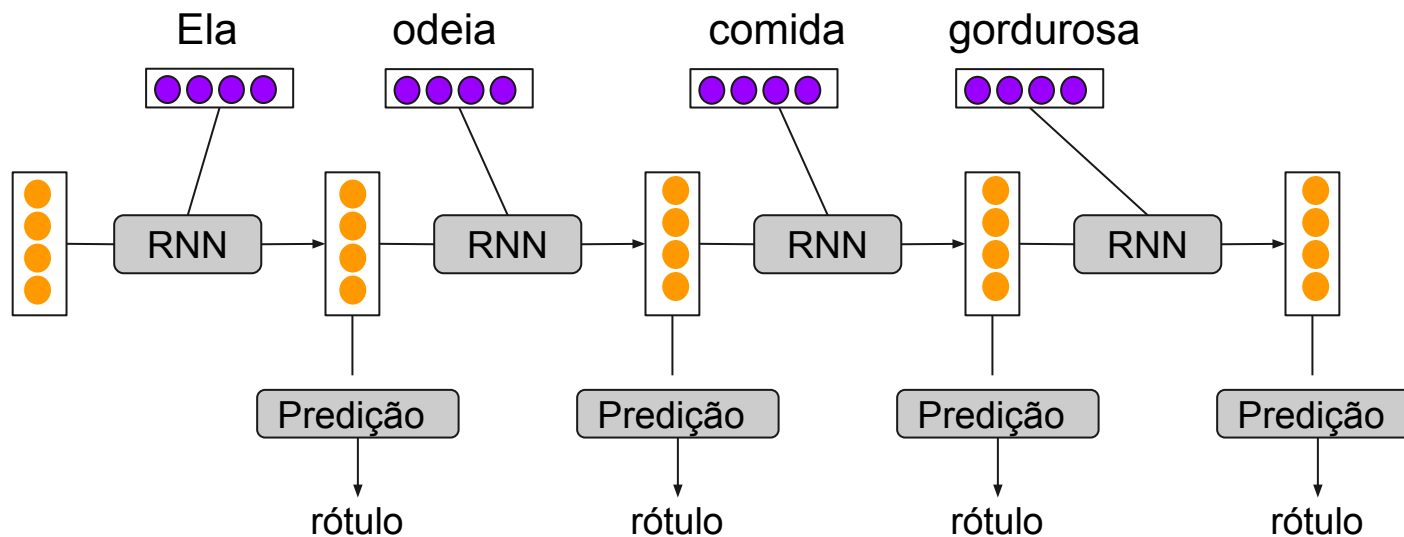 Ela odeia comida gordurosa
RNN RNN RNN RNN
Predição Predição Predição Predição
rótulo rótulo rótulo rótulo